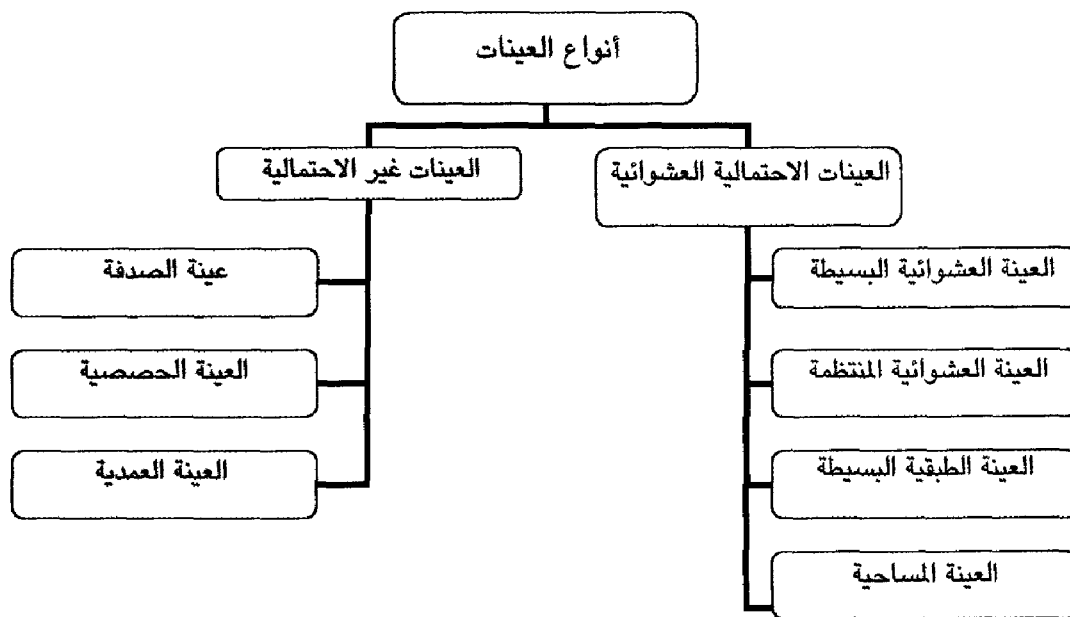 أنواع العينات
العينات الاحتمالية العشوائية
العينات غير الاحتمالية
العينة العشوائية البسيطة
عينة الصدفة
العينة العشوائية المنتظمة
العينة الحصصية
العينة الطبقية البسيطة
العينة العمدية
العينة المساحية